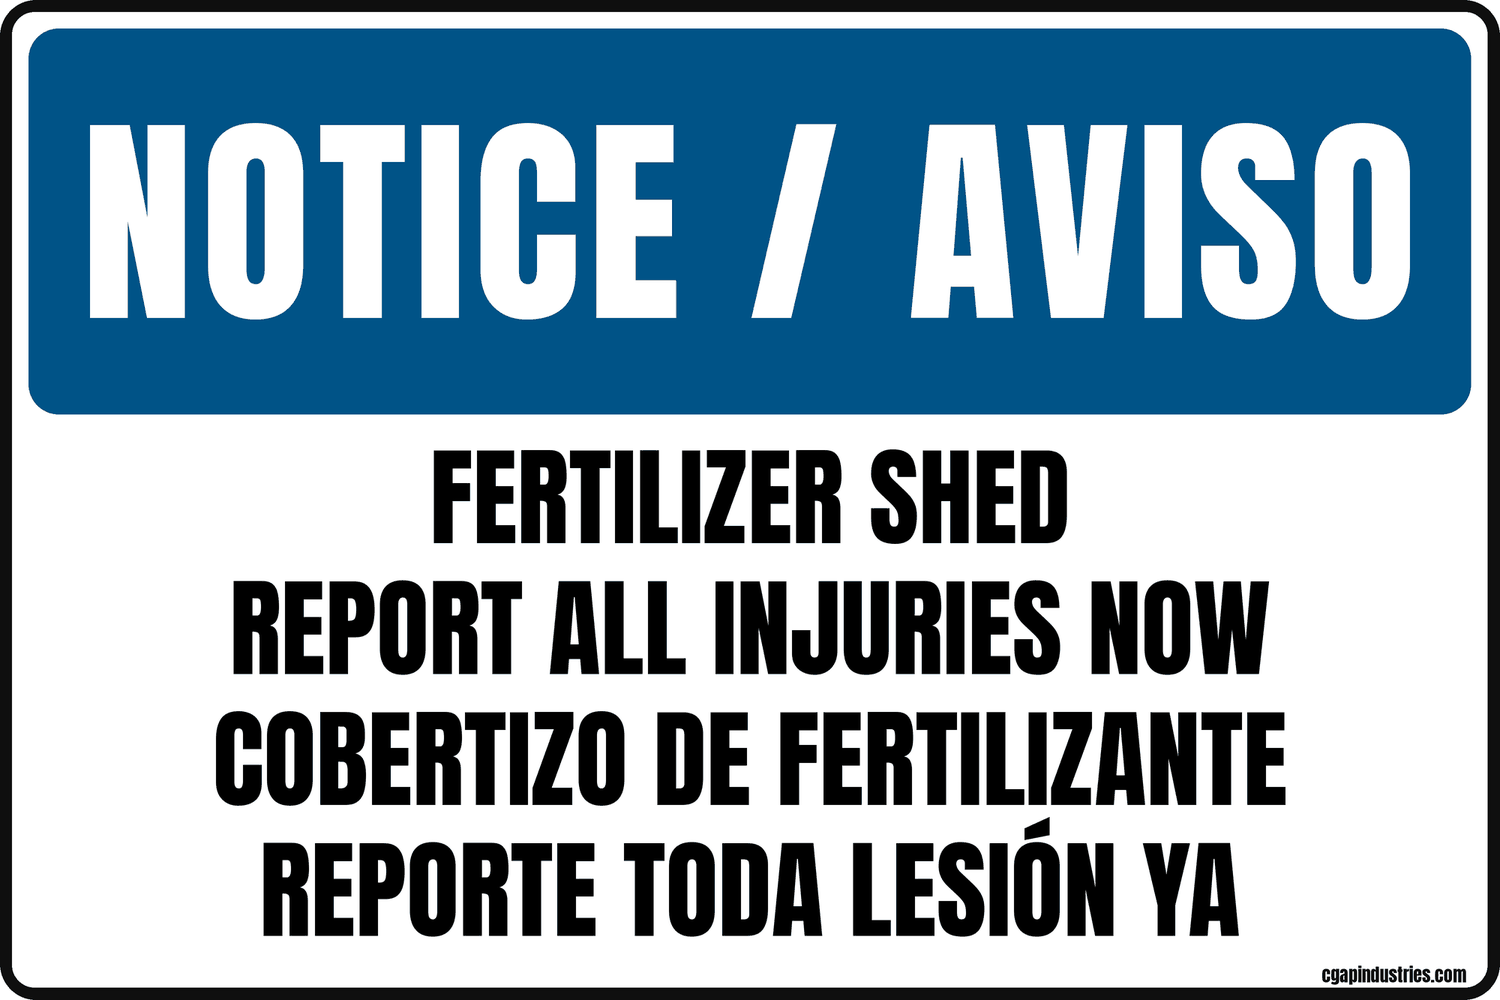 NOTICE / AVISO
FERTILIZER SHED
REPORT ALL INJURIES NOW
COBERTIZO DE FERTILIZANTE
REPORTE TODA LESIÓN YA
cgapindustries.com